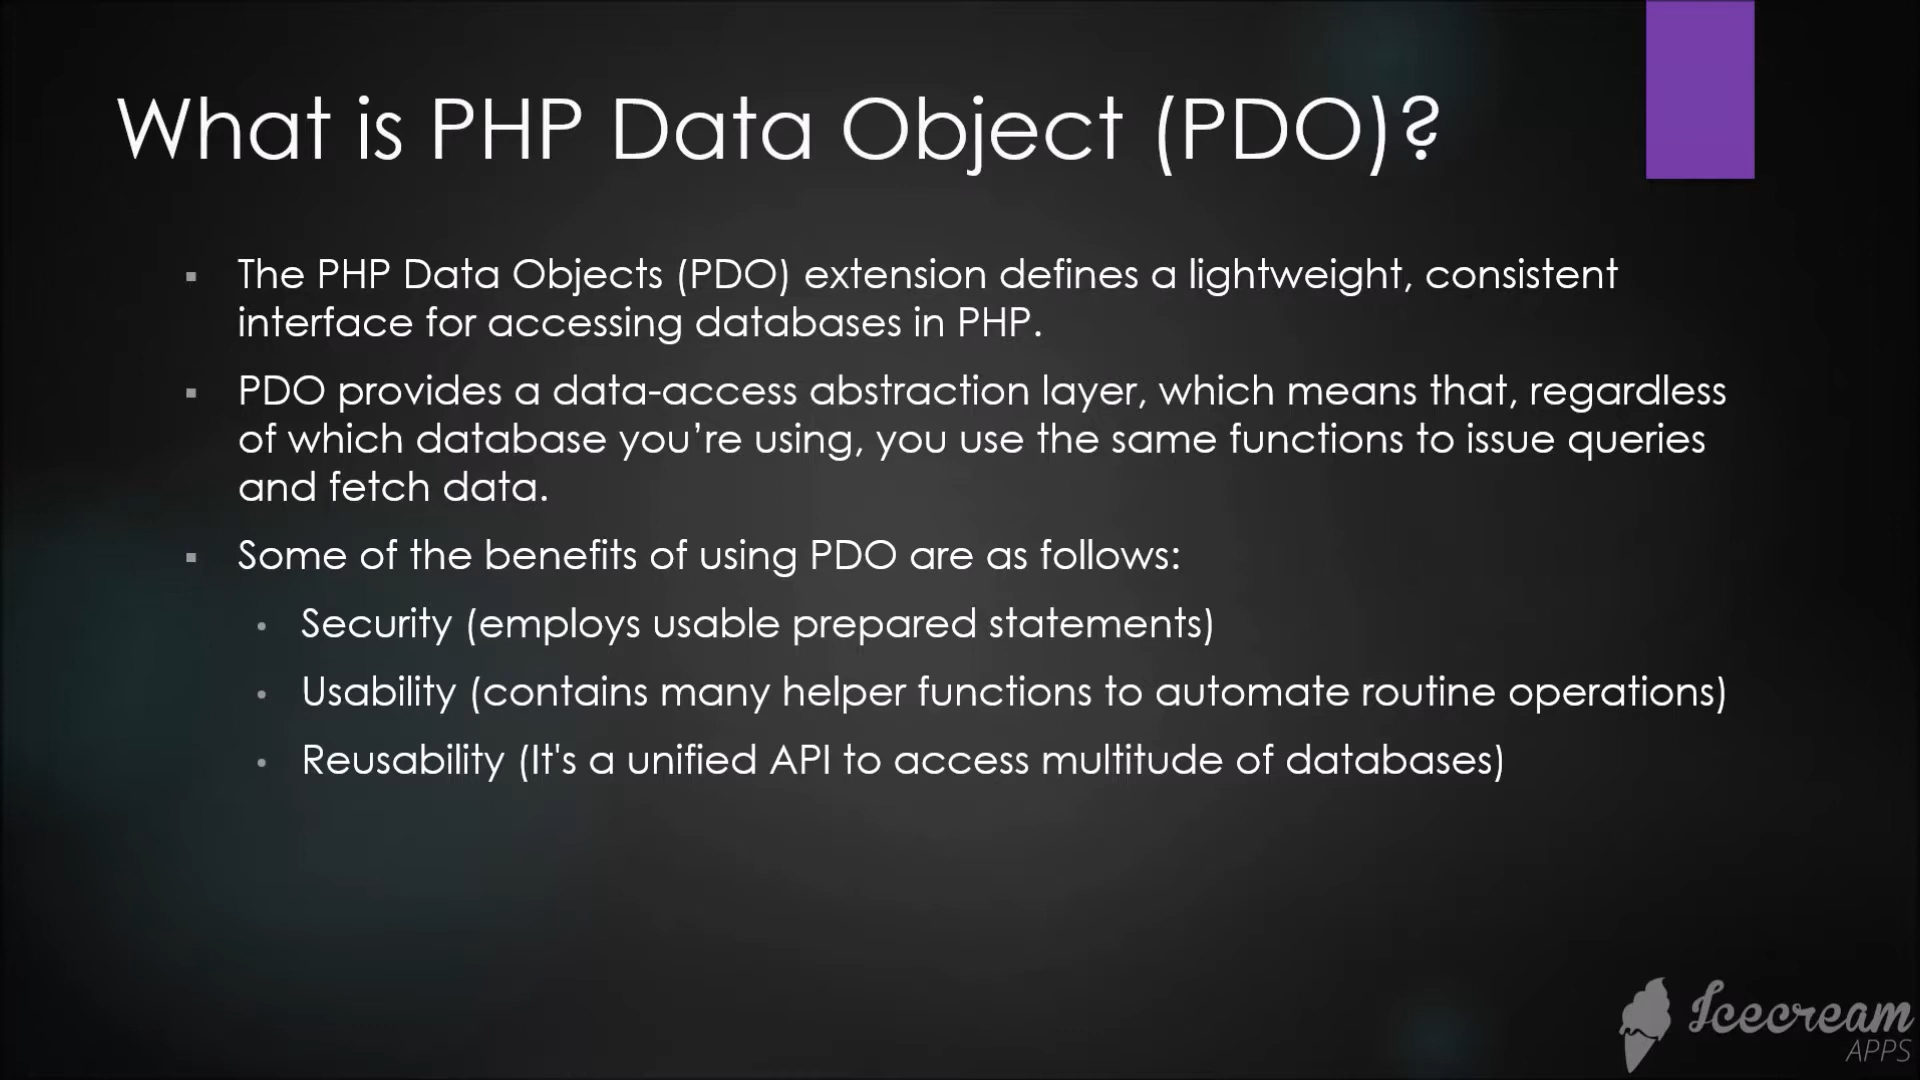 What is PHP Data Object (PDO)?
▪ The PHP Data Objects (PDO) extension defines a lightweight, consistent
interface for accessing databases in PHP.
▪ PDO provides a data-access abstraction layer, which means that, regardless
of which database you’re using, you use the same functions to issue queries
and fetch data.
▪ Some of the benefits of using PDO are as follows:
• Security (employs usable prepared statements)
• Usability (contains many helper functions to automate routine operations)
• Reusability (It's a unified API to access multitude of databases)
Icecream
APPS